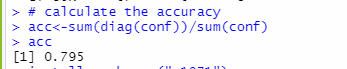 > # calculate the accuracy
> acc<-sum(diag(conf))/sum(conf)
> acc
[1] 0.795